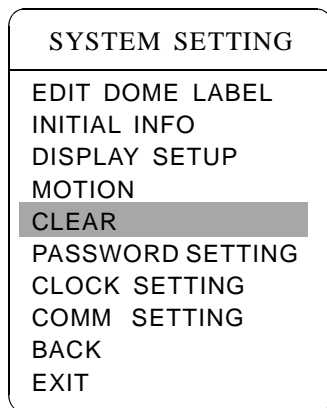 SYSTEM SETTING
EDIT DOME LABEL
INITIAL INFO
DISPLAY SETUP
MOTION
CLEAR
PASSWORD SETTING
CLOCK SETTING
COMM SETTING
BACK
EXIT